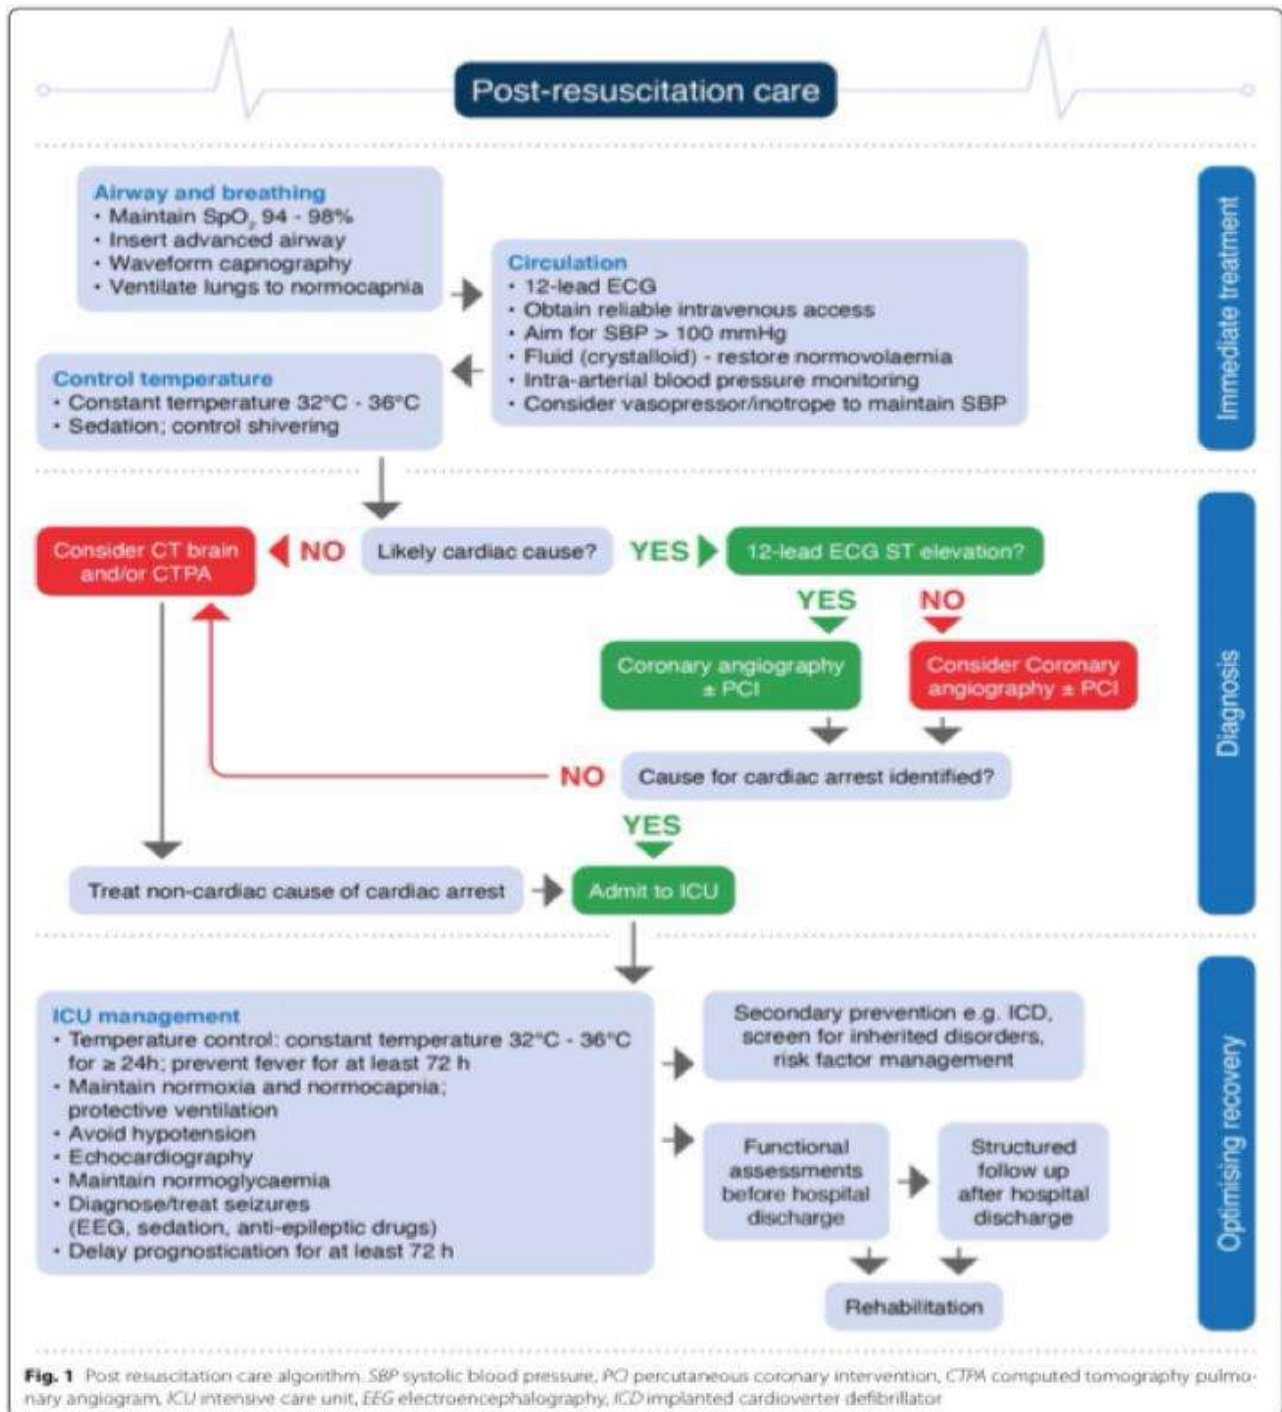 Post-resuscitation care
Airway and breathing
• Maintain SpO₂ 94 - 98%
• Insert advanced airway
• Waveform capnography
• Ventilate lungs to normocapnia
Circulation
• 12-lead ECG
• Obtain reliable intravenous access
• Aim for SBP > 100 mmHg
• Fluid (crystalloid) - restore normovolaemia
• Intra-arterial blood pressure monitoring
• Consider vasopressor/inotrope to maintain SBP
Control temperature
• Constant temperature 32°C - 36°C
• Sedation; control shivering
Immediate treatment
Likely cardiac cause?
NO
Consider CT brain
and/or CTPA
YES
12-lead ECG ST elevation?
YES
NO
Coronary angiography
± PCI
Consider Coronary
angiography ± PCI
Cause for cardiac arrest identified?
NO
YES
Treat non-cardiac cause of cardiac arrest
Admit to ICU
Diagnosis
ICU management
• Temperature control: constant temperature 32°C - 36°C
for ≥ 24h; prevent fever for at least 72 h
• Maintain normoxia and normocapnia;
protective ventilation
• Avoid hypotension
• Echocardiography
• Maintain normoglycaemia
• Diagnose/treat seizures
(EEG, sedation, anti-epileptic drugs)
• Delay prognostication for at least 72 h
Secondary prevention e.g. ICD,
screen for inherited disorders,
risk factor management
Functional
assessments
before hospital
discharge
Structured
follow up
after hospital
discharge
Rehabilitation
Optimising recovery
Fig. 1 Post resuscitation care algorithm. SBP systolic blood pressure, PCI percutaneous coronary intervention, CTPA computed tomography pulmo-
nary angiogram, ICU intensive care unit, EEG electroencephalography, ICD implanted cardioverter defibrillator